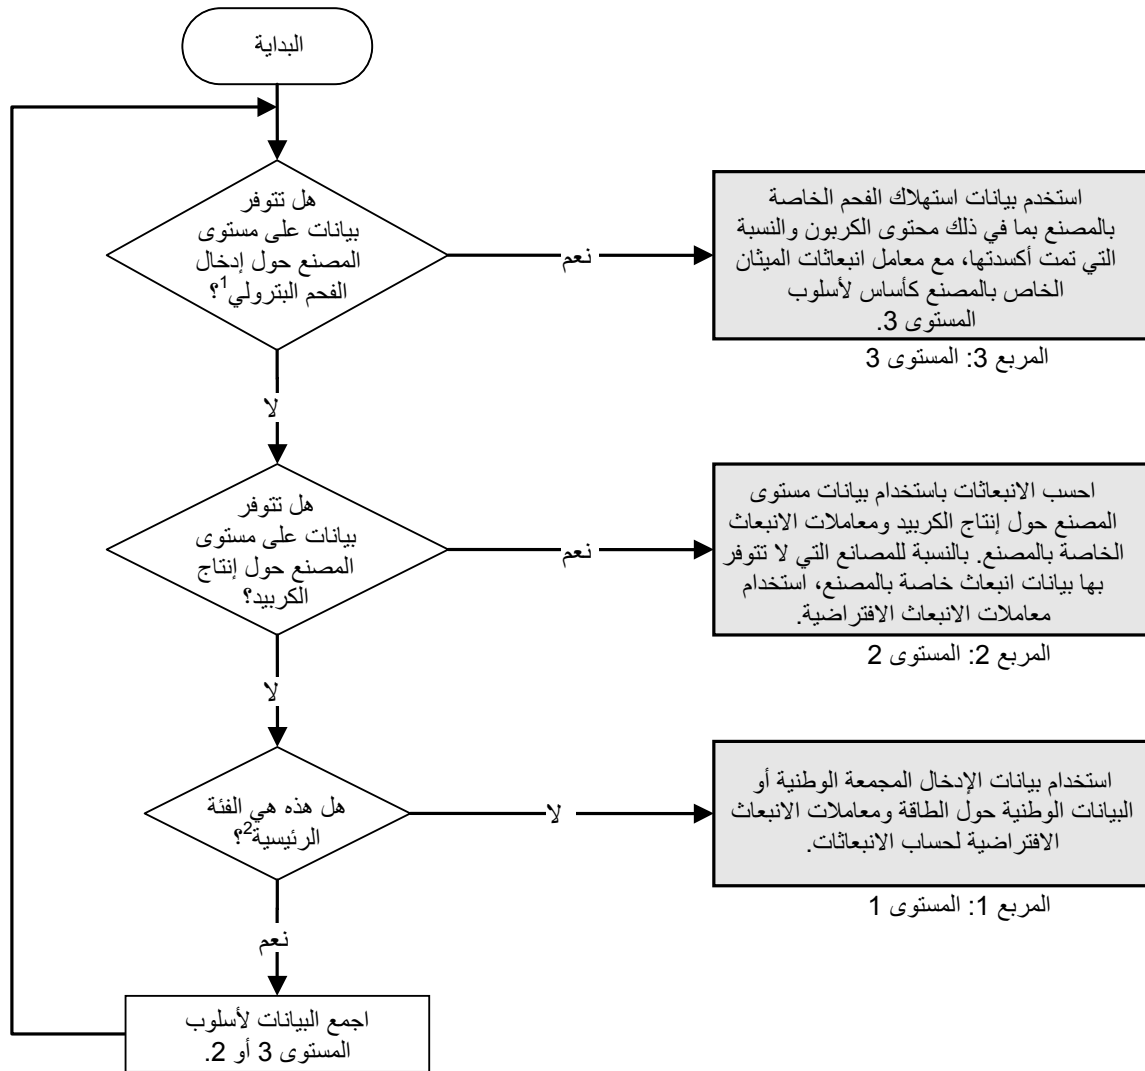 البداية
هل تتوفر
بيانات على مستوى
المصنع حول إدخال
الفحم البترولي1؟
نعم
استخدم بيانات استهلاك الفحم الخاصة
بالمصنع بما في ذلك محتوى الكربون والنسبة
التي تمت أكسدتها، مع معامل انبعاثات الميثان
الخاص بالمصنع كأساس لأسلوب
المستوى 3.
المربع 3: المستوى 3
لا
هل تتوفر
بيانات على مستوى
المصنع حول إنتاج
الكربيد؟
نعم
احسب الانبعاثات باستخدام بيانات مستوى
المصنع حول إنتاج الكربيد ومعاملات الانبعاث
الخاصة بالمصنع. بالنسبة للمصانع التي لا تتوفر
بها بيانات انبعاث خاصة بالمصنع، استخدام
معاملات الانبعاث الافتراضية.
المربع 2: المستوى 2
لا
هل هذه هي الفئة
الرئيسية2؟
لا
استخدام بيانات الإدخال المجمعة الوطنية أو
البيانات الوطنية حول الطاقة ومعاملات الانبعاث
الافتراضية لحساب الانبعاثات.
المربع 1: المستوى 1
نعم
اجمع البيانات لأسلوب
المستوى 3 أو 2.